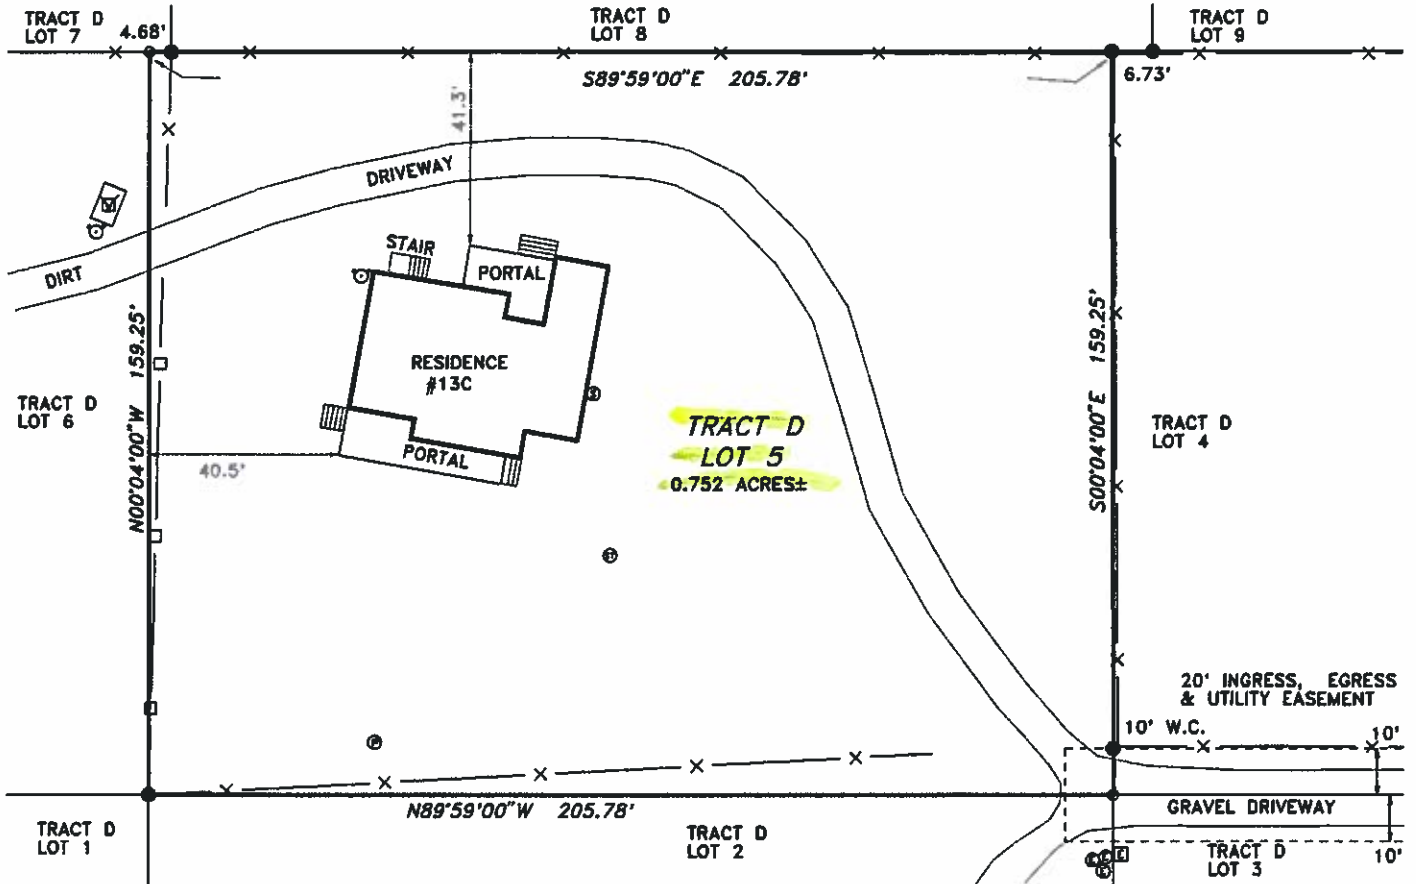 TRACT D
LOT 7
4.68'
TRACT D
LOT 8
TRACT D
LOT 9
S89°59'00"E 205.78'
6.73'
41.3'
DRIVEWAY
STAIR
PORTAL
DIRT
N00°04'00"W 159.25'
S00°04'00"E 159.25'
RESIDENCE
#13C
TRACT D
LOT 6
TRACT D
LOT 5
0.752 ACRES±
TRACT D
LOT 4
PORTAL
40.5'
ST
S
P
20' INGRESS, EGRESS
& UTILITY EASEMENT
10' W.C.
10'
N89°59'00"W 205.78'
GRAVEL DRIVEWAY
TRACT D
LOT 1
TRACT D
LOT 2
E
TRACT D
LOT 3
10'